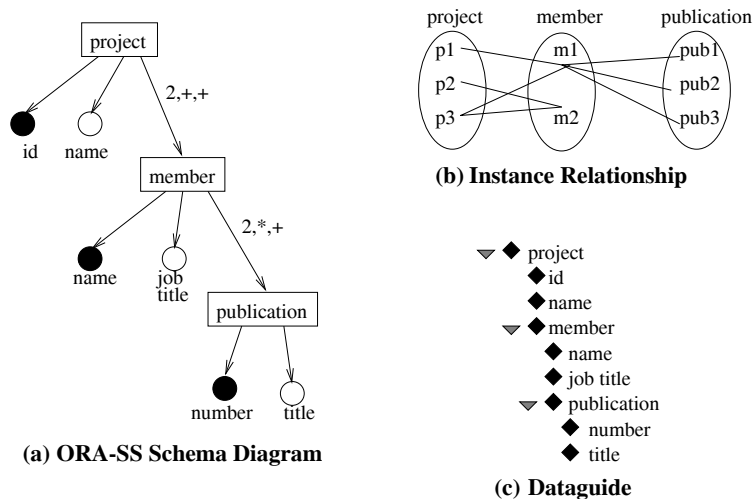 project
id
name
2,+,+
member
name
job
title
2,*,+
publication
number
title
(a) ORA-SS Schema Diagram
project
member
publication
p1
m1
pub1
p2
pub2
p3
m2
pub3
(b) Instance Relationship
project
id
name
member
name
job title
publication
number
title
(c) Dataguide